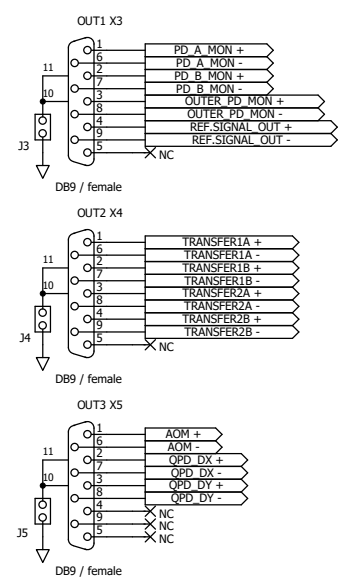 OUT1 X3
1 PD_A_MON +
6 PD_A_MON -
11 2 PD_B_MON +
7 PD_B_MON -
10 3 OUTER_PD_MON +
8 OUTER_PD_MON -
4 REF.SIGNAL_OUT +
9 REF.SIGNAL_OUT -
J3 5 NC
DB9 / female
OUT2 X4
1 TRANSFER1A +
6 TRANSFER1A -
11 2 TRANSFER1B +
7 TRANSFER1B -
10 3 TRANSFER2A +
8 TRANSFER2A -
4 TRANSFER2B +
9 TRANSFER2B -
J4 5 NC
DB9 / female
OUT3 X5
1 AOM +
6 AOM -
11 2 QPD_DX +
7 QPD_DX -
10 3 QPD_DY +
8 QPD_DY -
4 NC
9 NC
J5 5 NC
DB9 / female